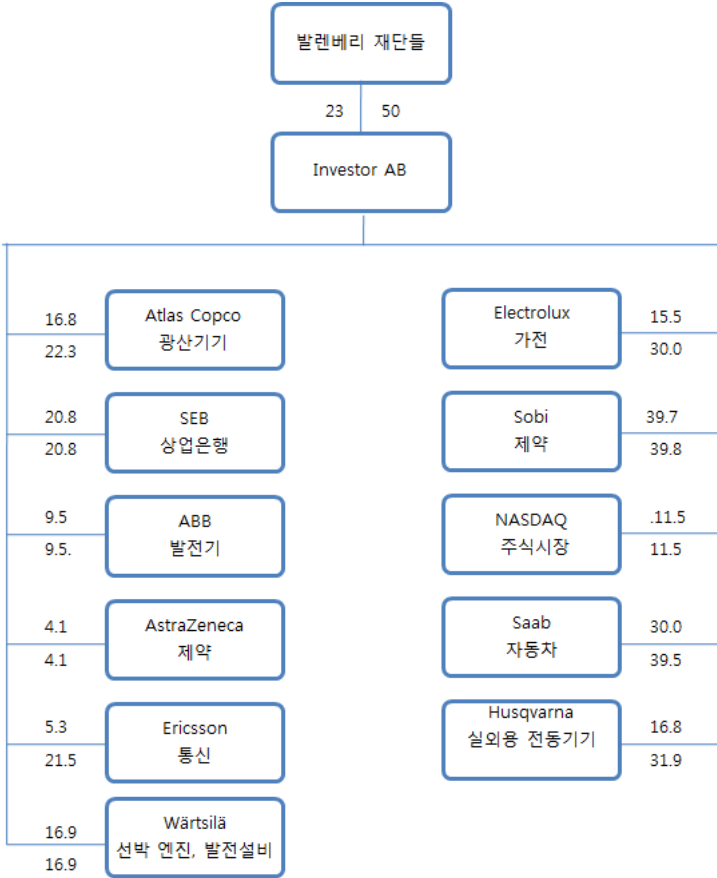 발렌베리 재단들
23 50
Investor AB
16.8
22.3
Atlas Copco
광산기기
20.8
20.8
SEB
상업은행
9.5
9.5.
ABB
발전기
4.1
4.1
AstraZeneca
제약
5.3
21.5
Ericsson
통신
16.9
16.9
Wärtsilä
선박 엔진, 발전설비
Electrolux
가전
15.5
30.0
Sobi
제약
39.7
39.8
NASDAQ
주식시장
.11.5
11.5
Saab
자동차
30.0
39.5
Husqvarna
실외용 전동기기
16.8
31.9